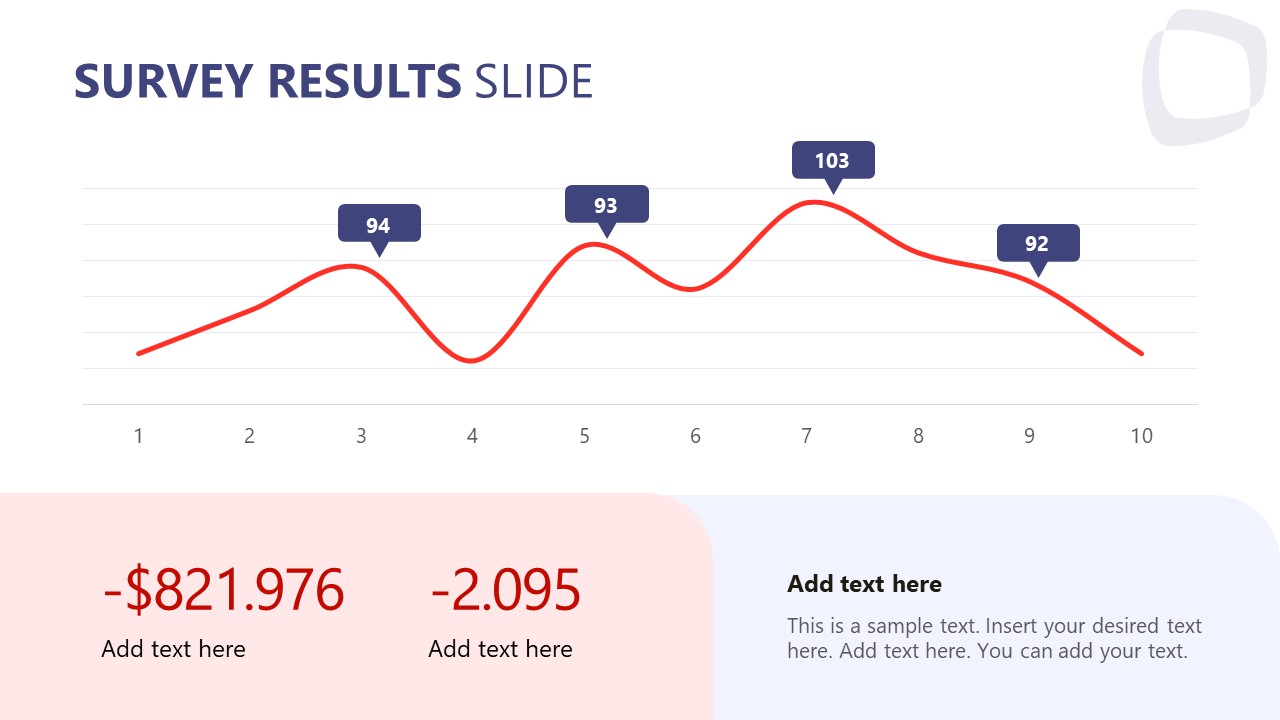 SURVEY RESULTS SLIDE
103
93
94
92
1 2 3 4 5 6 7 8 9 10
-$821.976
Add text here
-2.095
Add text here
Add text here
This is a sample text. Insert your desired text
here. Add text here. You can add your text.